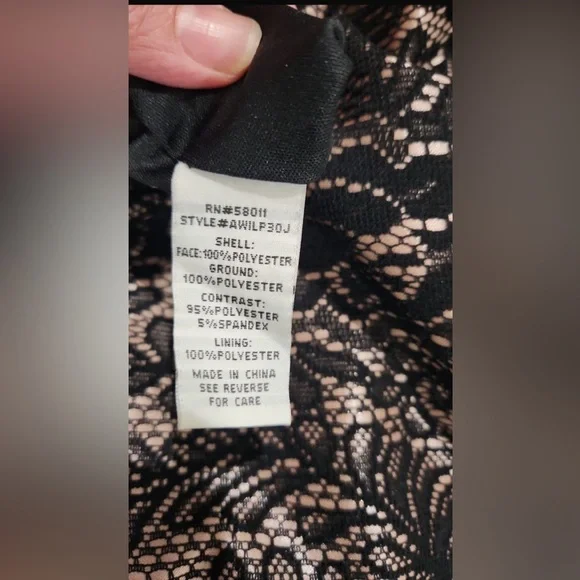 RN#58011
STYLE#AWILP30J
SHELL:
FACE:100%POLYESTER
GROUND:
100%POLYESTER
CONTRAST:
95%POLYESTER
5%SPANDEX
LINING:
100%POLYESTER
MADE IN CHINA
SEE REVERSE
FOR CARE